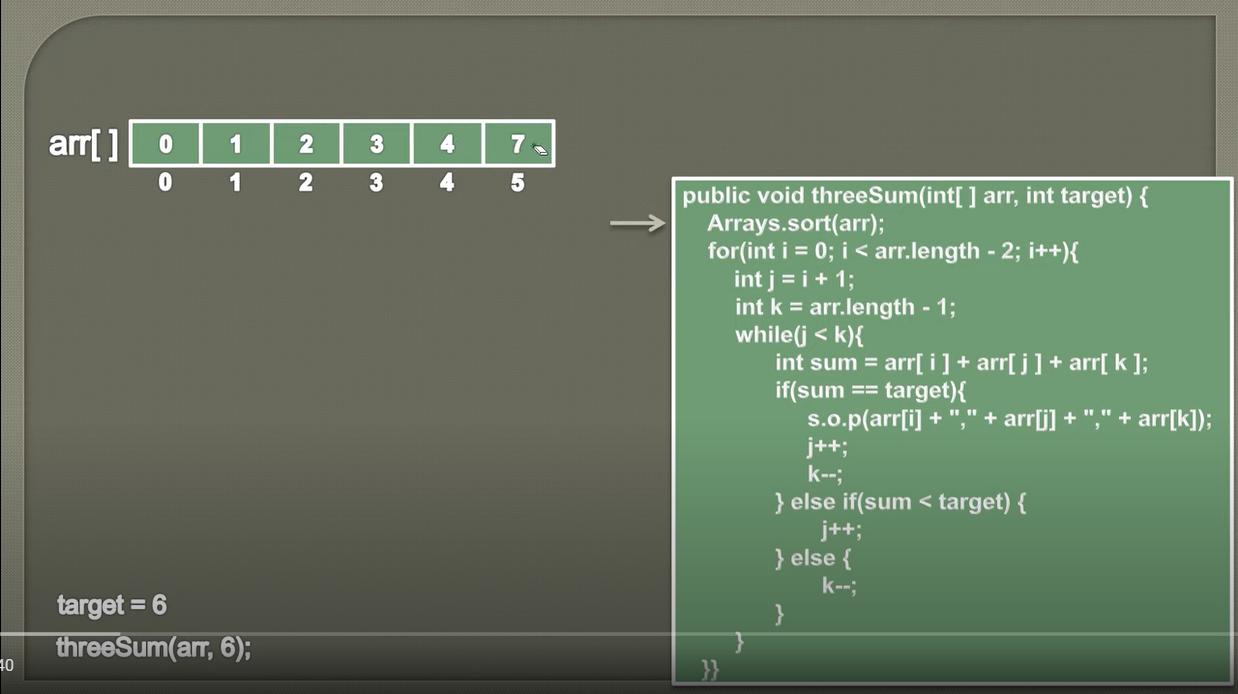 arr[ ] 0 1 2 3 4 7
0 1 2 3 4 5
public void threeSum(int[ ] arr, int target) {
Arrays.sort(arr);
for(int i = 0; i < arr.length - 2; i++){
int j = i + 1;
int k = arr.length - 1;
while(j < k){
int sum = arr[ i ] + arr[ j ] + arr[ k ];
if(sum == target){
s.o.p(arr[i] + "," + arr[j] + "," + arr[k]);
j++;
k--;
} else if(sum < target) {
j++;
} else {
k--;
}
}
}}
target = 6
threeSum(arr, 6);
40